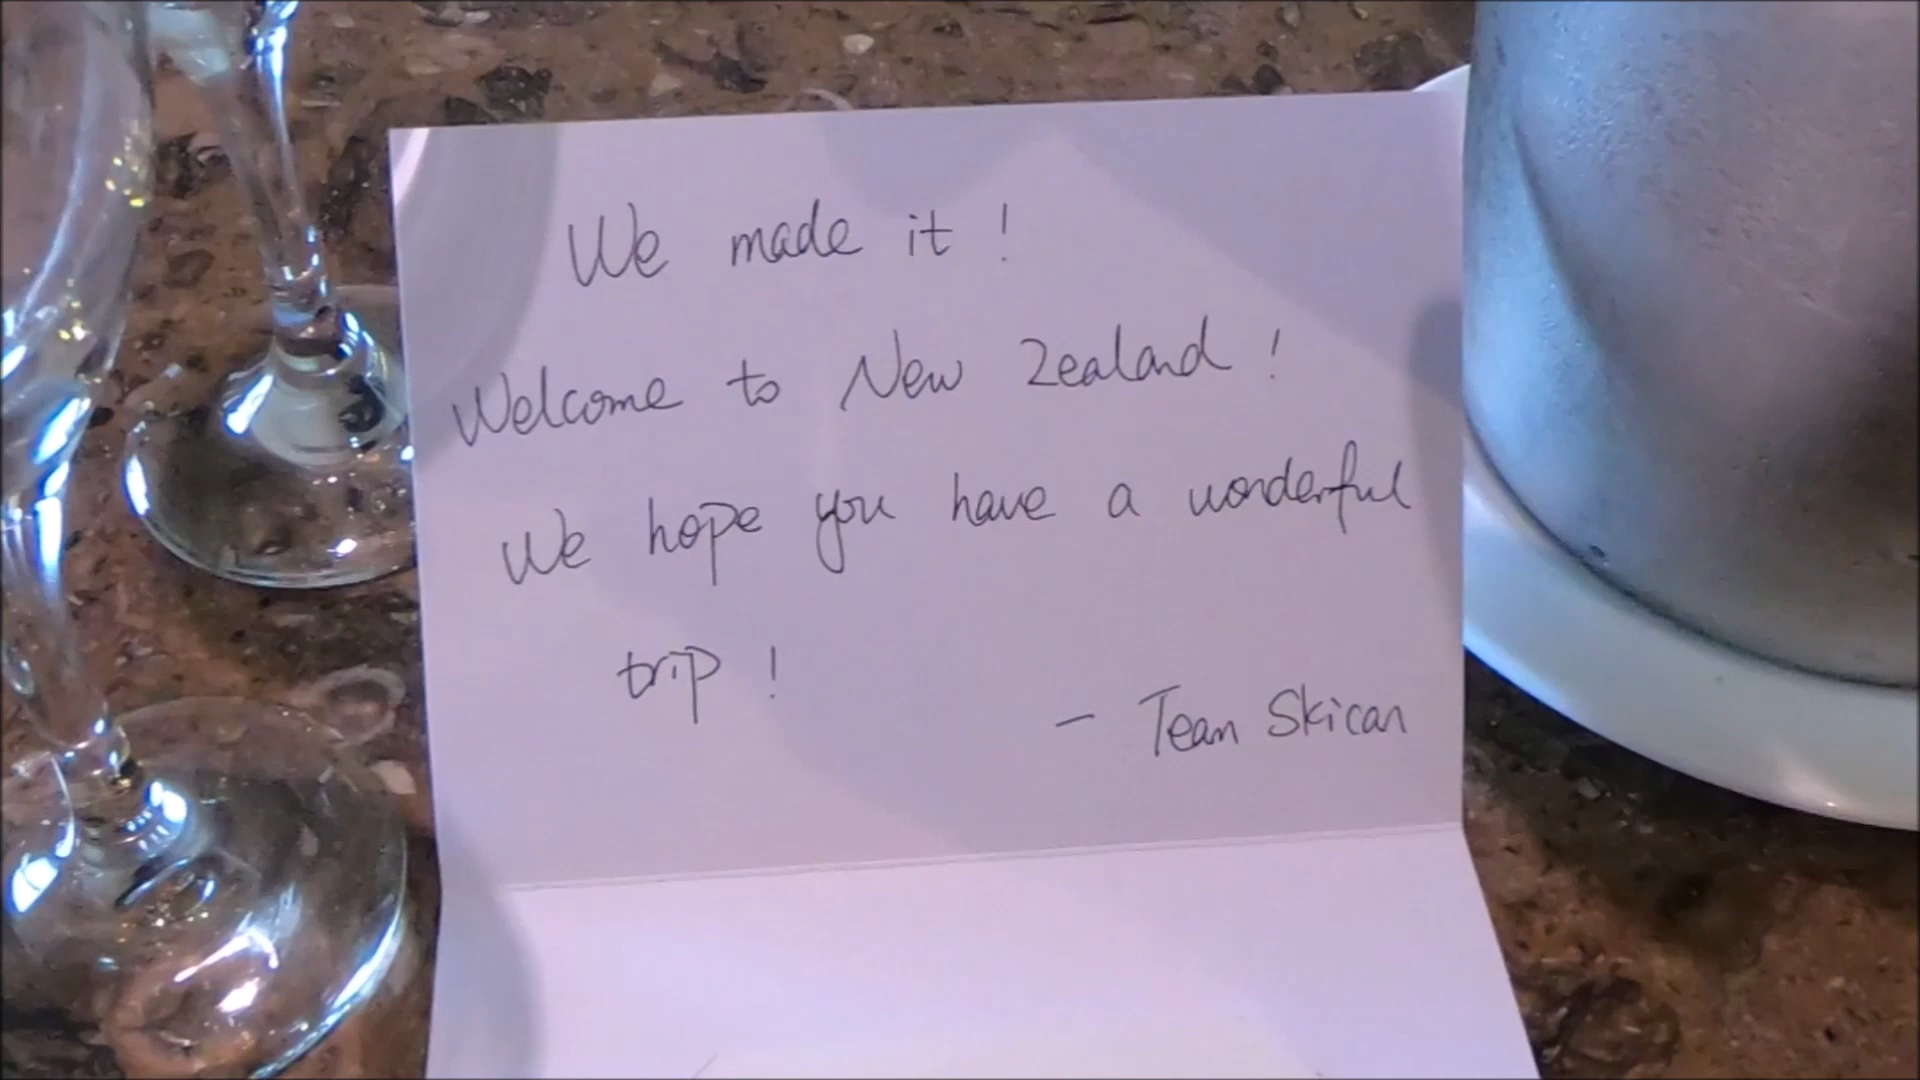 We made it !
Welcome to New Zealand !
We hope you have a wonderful
trip !
- Team Skican